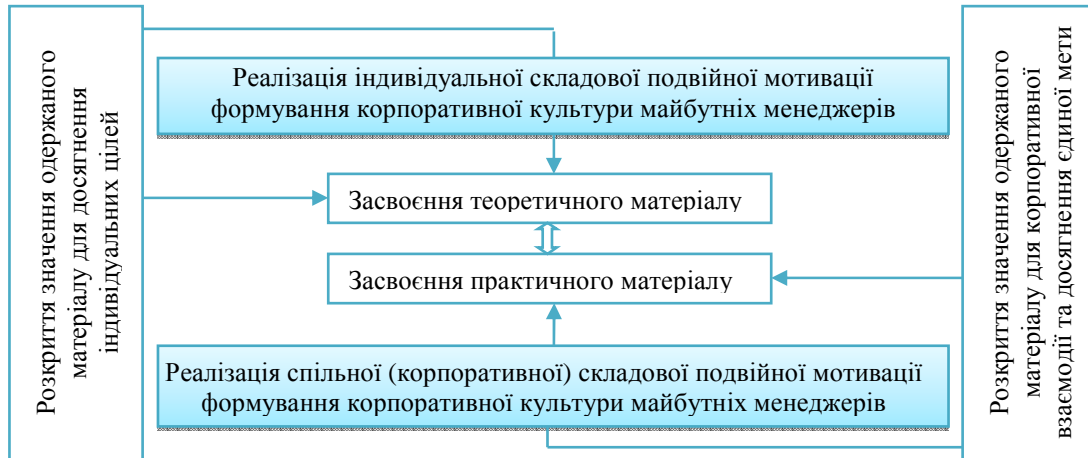 Розкриття значення одержаного
матеріалу для досягнення
індивідуальних цілей
Реалізація індивідуальної складової подвійної мотивації
формування корпоративної культури майбутніх менеджерів
Засвоєння теоретичного матеріалу
Засвоєння практичного матеріалу
Реалізація спільної (корпоративної) складової подвійної мотивації
формування корпоративної культури майбутніх менеджерів
Розкриття значення одержаного
матеріалу для корпоративної
взаємодії та досягнення єдиної мети